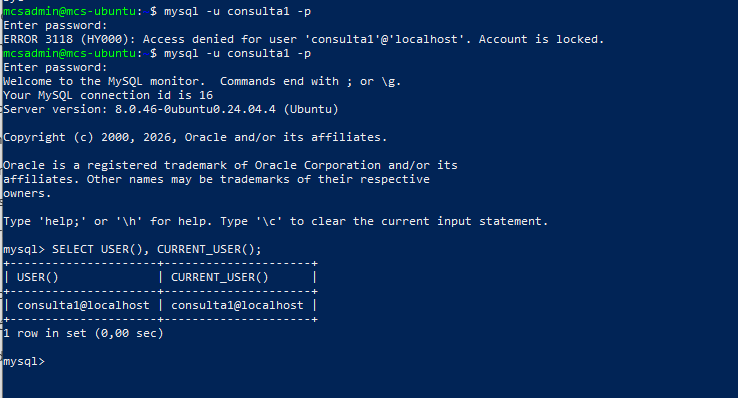 mcsadmin@mcs-ubuntu:~$ mysql -u consulta1 -p
Enter password:
ERROR 3118 (HY000): Access denied for user 'consulta1'@'localhost'. Account is locked.
mcsadmin@mcs-ubuntu:~$ mysql -u consulta1 -p
Enter password:
Welcome to the MySQL monitor.  Commands end with ; or \g.
Your MySQL connection id is 16
Server version: 8.0.46-0ubuntu0.24.04.4 (Ubuntu)

Copyright (c) 2000, 2026, Oracle and/or its affiliates.

Oracle is a registered trademark of Oracle Corporation and/or its
affiliates. Other names may be trademarks of their respective
owners.

Type 'help;' or '\h' for help. Type '\c' to clear the current input statement.

mysql> SELECT USER(), CURRENT_USER();
+---------------------+---------------------+
| USER()              | CURRENT_USER()      |
+---------------------+---------------------+
| consulta1@localhost | consulta1@localhost |
+---------------------+---------------------+
1 row in set (0,00 sec)

mysql>